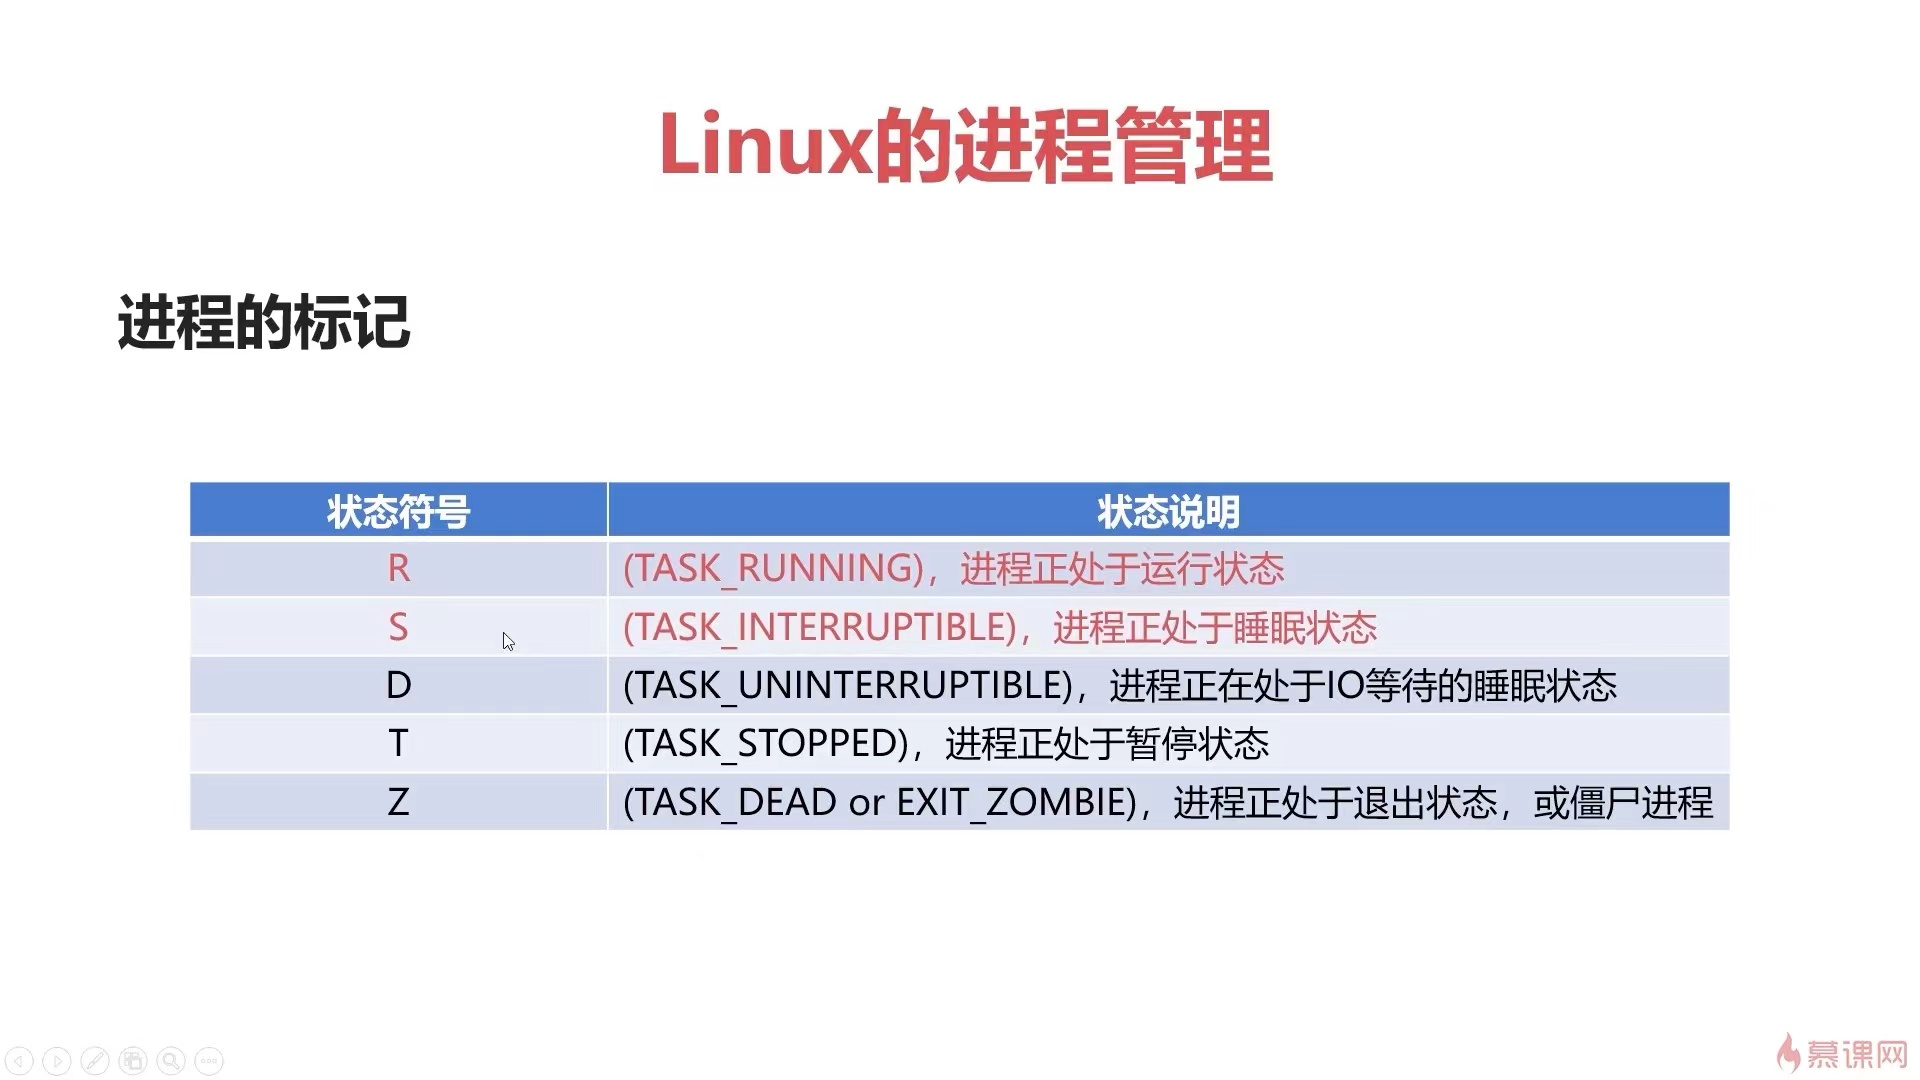 Linux的进程管理
进程的标记
状态符号 状态说明
R (TASK_RUNNING)，进程正处于运行状态
S (TASK_INTERRUPTIBLE)，进程正处于睡眠状态
D (TASK_UNINTERRUPTIBLE)，进程正在处于IO等待的睡眠状态
T (TASK_STOPPED)，进程正处于暂停状态
Z (TASK_DEAD or EXIT_ZOMBIE)，进程正处于退出状态，或僵尸进程
慕课网